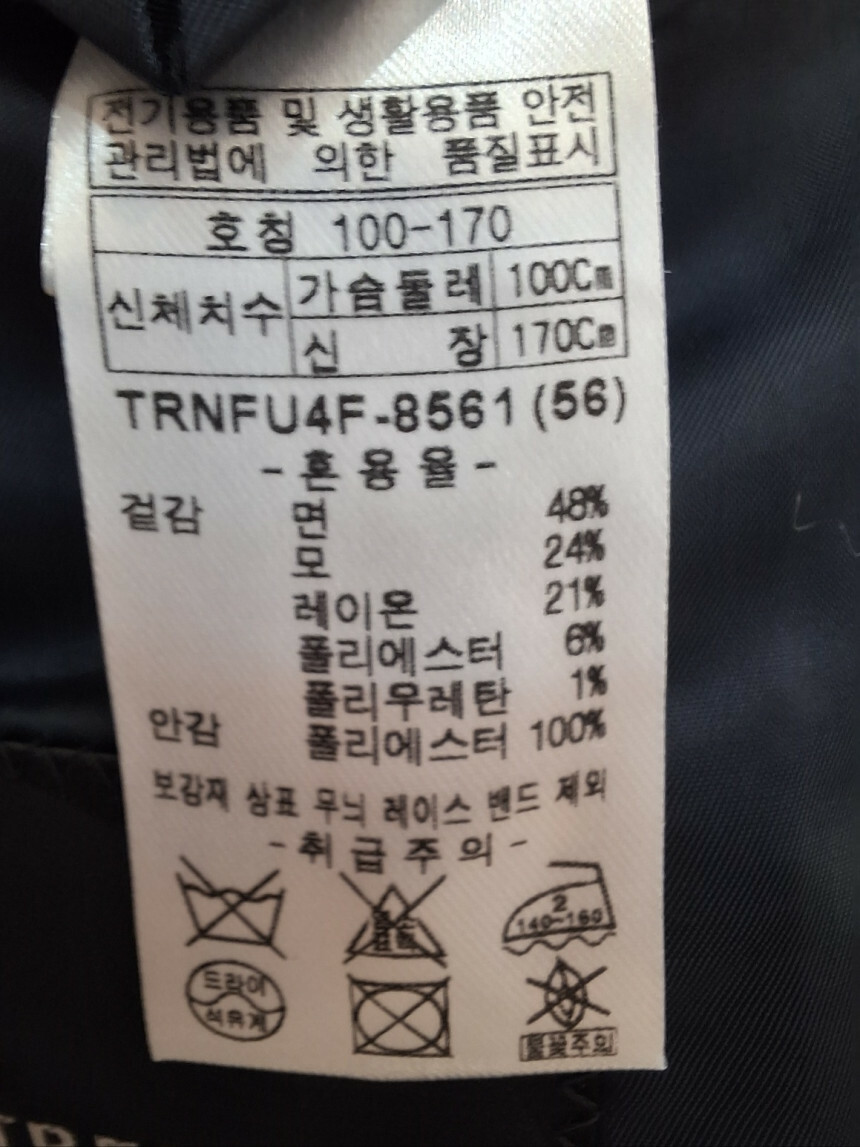 전기용품 및 생활용품 안전
관리법에 의한 품질표시
호칭 100-170
신체치수 가슴둘레 100Cm
신장 170Cm
TRNFU4F-8561(56)
- 혼용율 -
겉감 면 48%
모 24%
레이온 21%
폴리에스터 6%
폴리우레탄 1%
안감 폴리에스터 100%
보감재 상표 무늬 레이스 밴드 제외
- 취급주의 -
2
140~160
드라이
석유계
불꽃주의